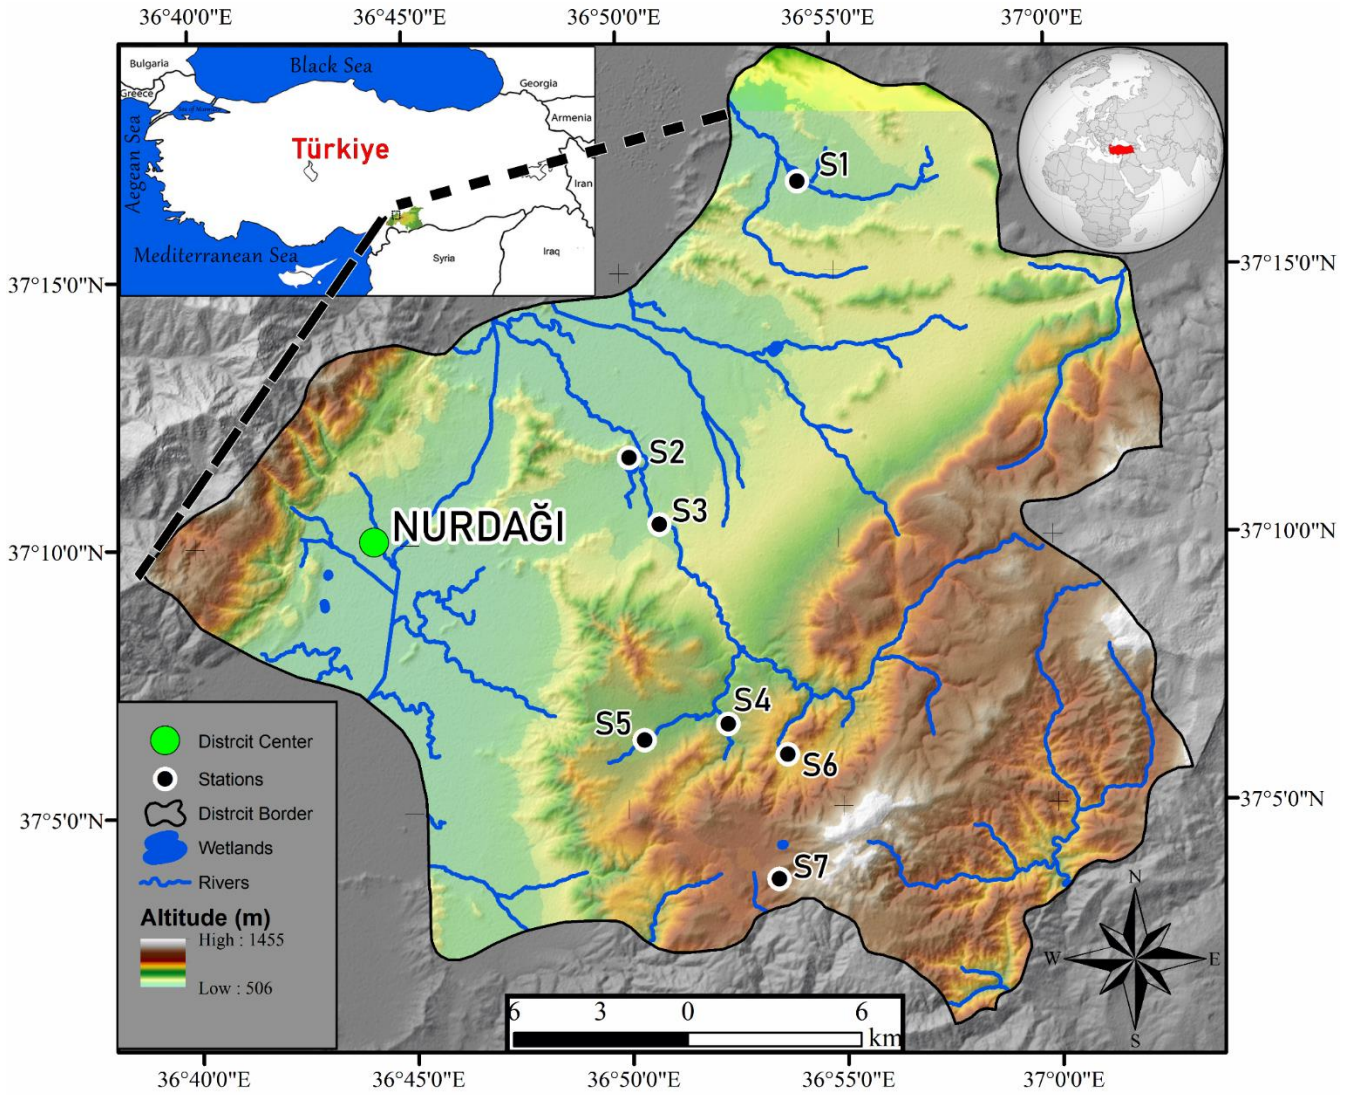 36°40'0"E 36°45'0"E 36°50'0"E 36°55'0"E 37°0'0"E
Bulgaria
Black Sea
Georgia
Greece
Sea of Marmara
Armenia
Aegean Sea
Türkiye
Iran
Mediterranean Sea
Syria
Iraq
S1
37°15'0"N
37°15'0"N
S2
S3
NURDAĞI
37°10'0"N
37°10'0"N
S4
S5
S6
37°5'0"N
37°5'0"N
S7
Distrcit Center
Stations
Distrcit Border
Wetlands
Rivers
Altitude (m)
High : 1455
Low : 506
N
W E
S
6 3 0 6
km
36°40'0"E 36°45'0"E 36°50'0"E 36°55'0"E 37°0'0"E